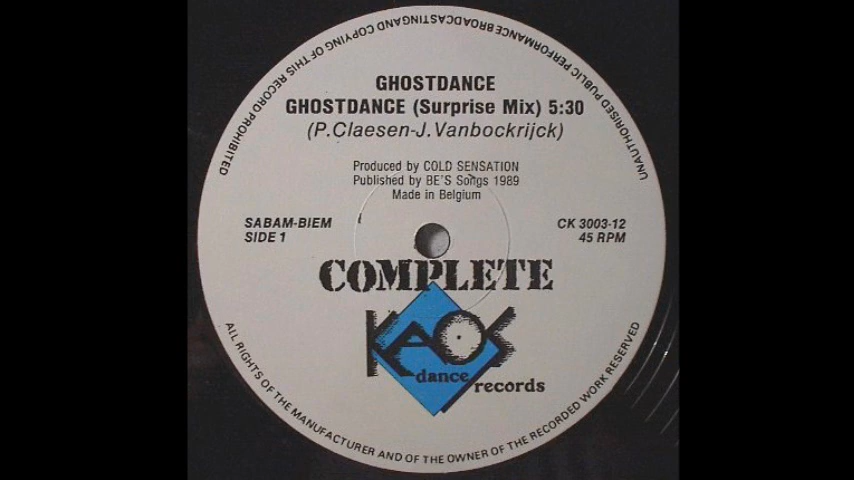 UNAUTHORISED PUBLIC PERFORMANCE BROADCASTING AND COPYING OF THIS RECORD PROHIBITED
GHOSTDANCE
GHOSTDANCE (Surprise Mix) 5:30
(P.Claesen-J.Vanbockrijck)
Produced by COLD SENSATION
Published by BE'S Songs 1989
Made in Belgium
SABAM-BIEM
SIDE 1
CK 3003-12
45 RPM
COMPLETE
KAOS
dance
records
ALL RIGHTS OF THE MANUFACTURER AND OF THE OWNER OF THE RECORDED WORK RESERVED